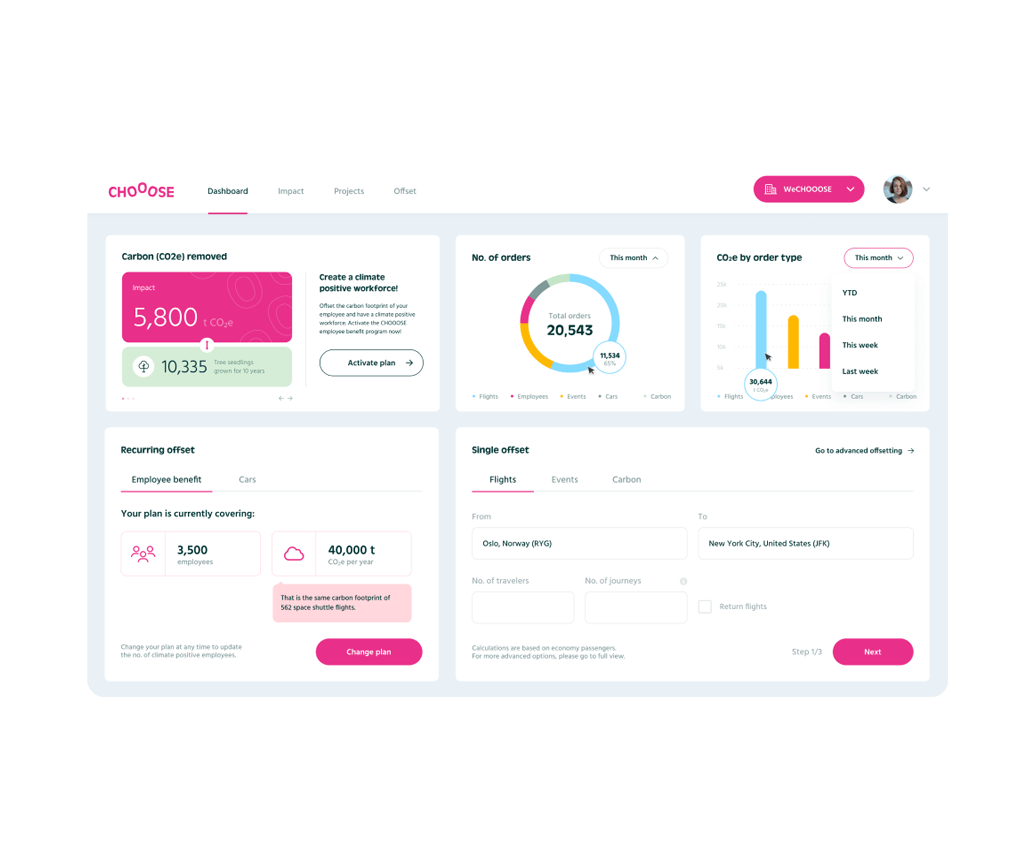 CHOOOSE
Dashboard
Impact
Projects
Offset
WeCHOOOSE
Carbon (CO2e) removed
Impact
5,800 t CO₂e
10,335
Tree seedlings
grown for 10 years
Create a climate
positive workforce!
Offset the carbon footprint of your
employee and have a climate positive
workforce. Activate the CHOOOSE
employee benefit program now!
Activate plan
No. of orders
This month
Total orders
20,543
11,534
65%
Flights
Employees
Events
Cars
Carbon
CO₂e by order type
This month
25k
20k
10k
50
YTD
This month
This week
Last week
30,644
t CO₂e
Flights
ployees
Events
Cars
Carbon
Recurring offset
Employee benefit
Cars
Your plan is currently covering:
3,500
employees
40,000 t
CO₂e per year
That is the same carbon footprint of
562 space shuttle flights.
Change your plan at any time to update
the no. of climate positive employees.
Change plan
Single offset
Go to advanced offsetting
Flights
Events
Carbon
From
Oslo, Norway (RYG)
To
New York City, United States (JFK)
No. of travelers
No. of journeys
Return flights
Calculations are based on economy passengers.
For more advanced options, please go to full view.
Step 1/3
Next